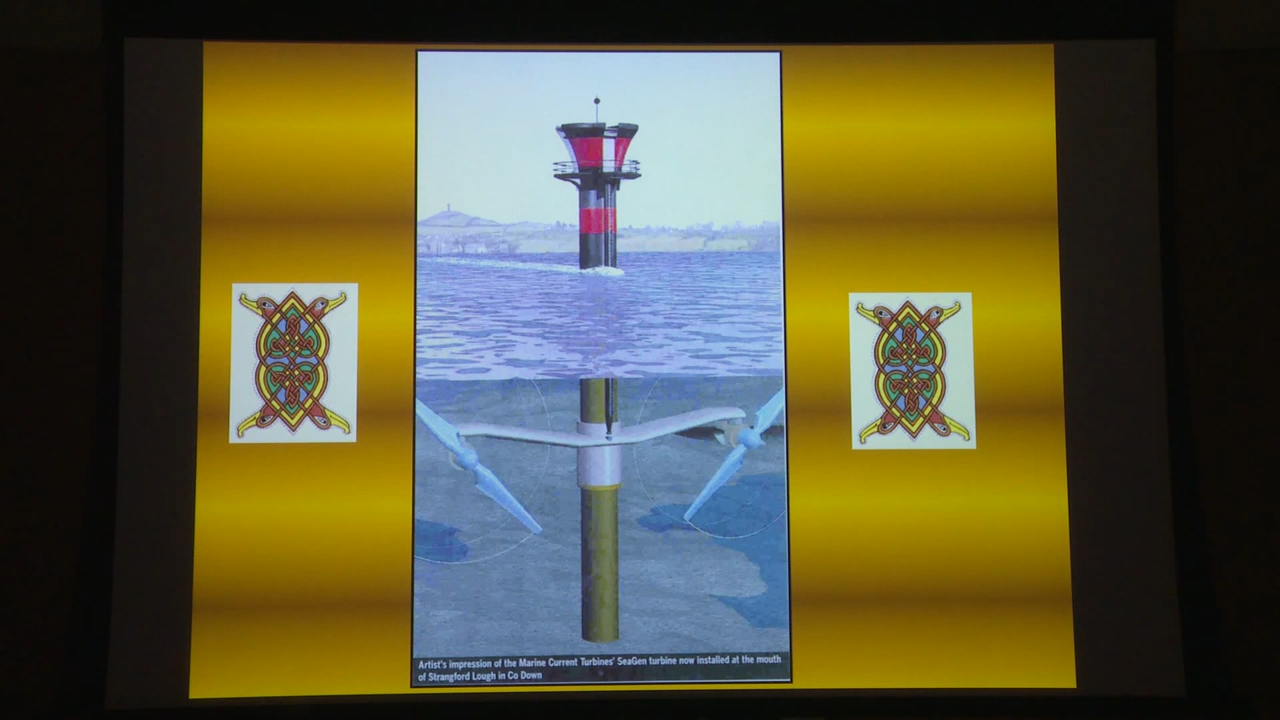 Artist's impression of the Marine Current Turbines' SeaGen turbine now installed at the mouth
of Strangford Lough in Co Down